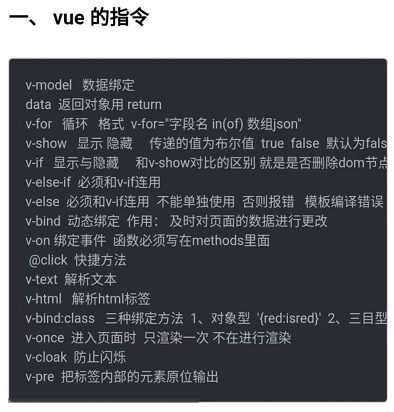 一、 vue 的指令
v-model 数据绑定
data 返回对象用 return
v-for 循环 格式 v-for="字段名 in(of) 数组json"
v-show 显示 隐藏 传递的值为布尔值 true false 默认为fals
v-if 显示与隐藏 和v-show对比的区别 就是是否删除dom节点
v-else-if 必须和v-if连用
v-else 必须和v-if连用 不能单独使用 否则报错 模板编译错误
v-bind 动态绑定 作用： 及时对页面的数据进行更改
v-on 绑定事件 函数必须写在methods里面
@click 快捷方法
v-text 解析文本
v-html 解析html标签
v-bind:class 三种绑定方法 1、对象型 '{red:isred}' 2、三目型
v-once 进入页面时 只渲染一次 不在进行渲染
v-cloak 防止闪烁
v-pre 把标签内部的元素原位输出